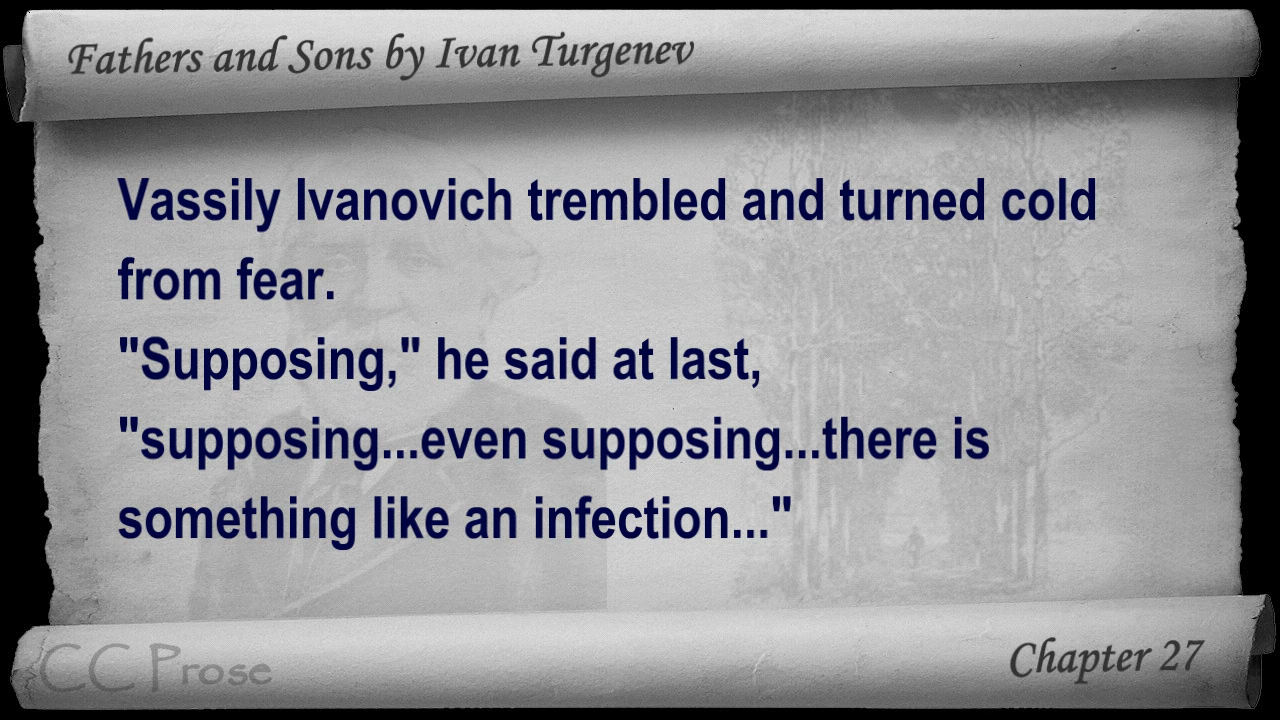 Fathers and Sons by Ivan Turgenev
Vassily Ivanovich trembled and turned cold
from fear.
"Supposing," he said at last,
"supposing...even supposing...there is
something like an infection..."
CC Prose
Chapter 27